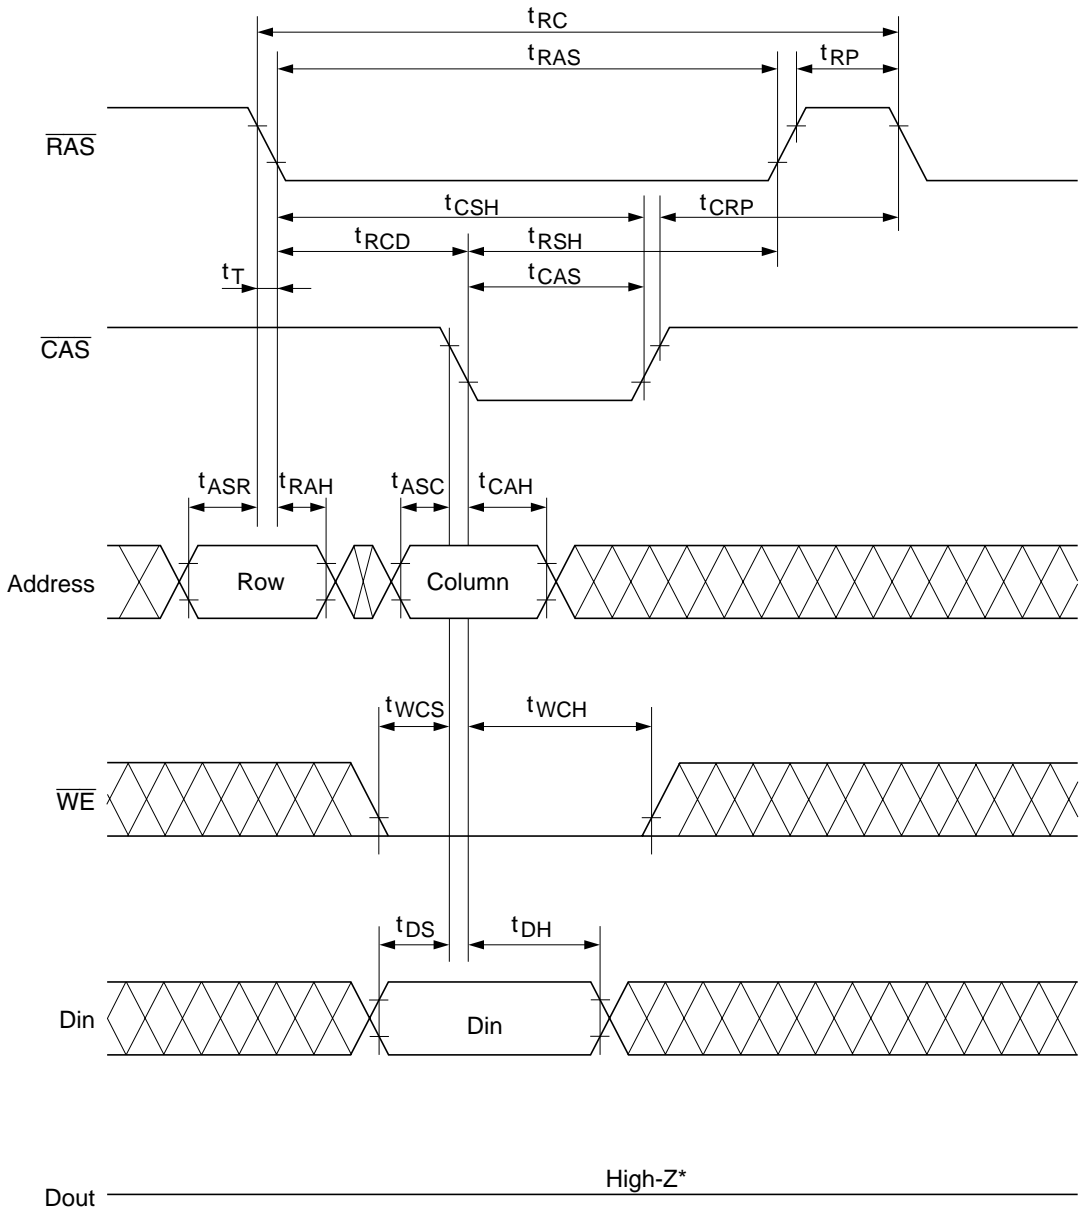 tRC
tRAS tRP
RAS
tCSH tCRP
tRCD tRSH
tT tCAS
CAS
tASR tRAH tASC tCAH
Address Row Column
tWCS tWCH
WE
tDS tDH
Din Din
High-Z*
Dout